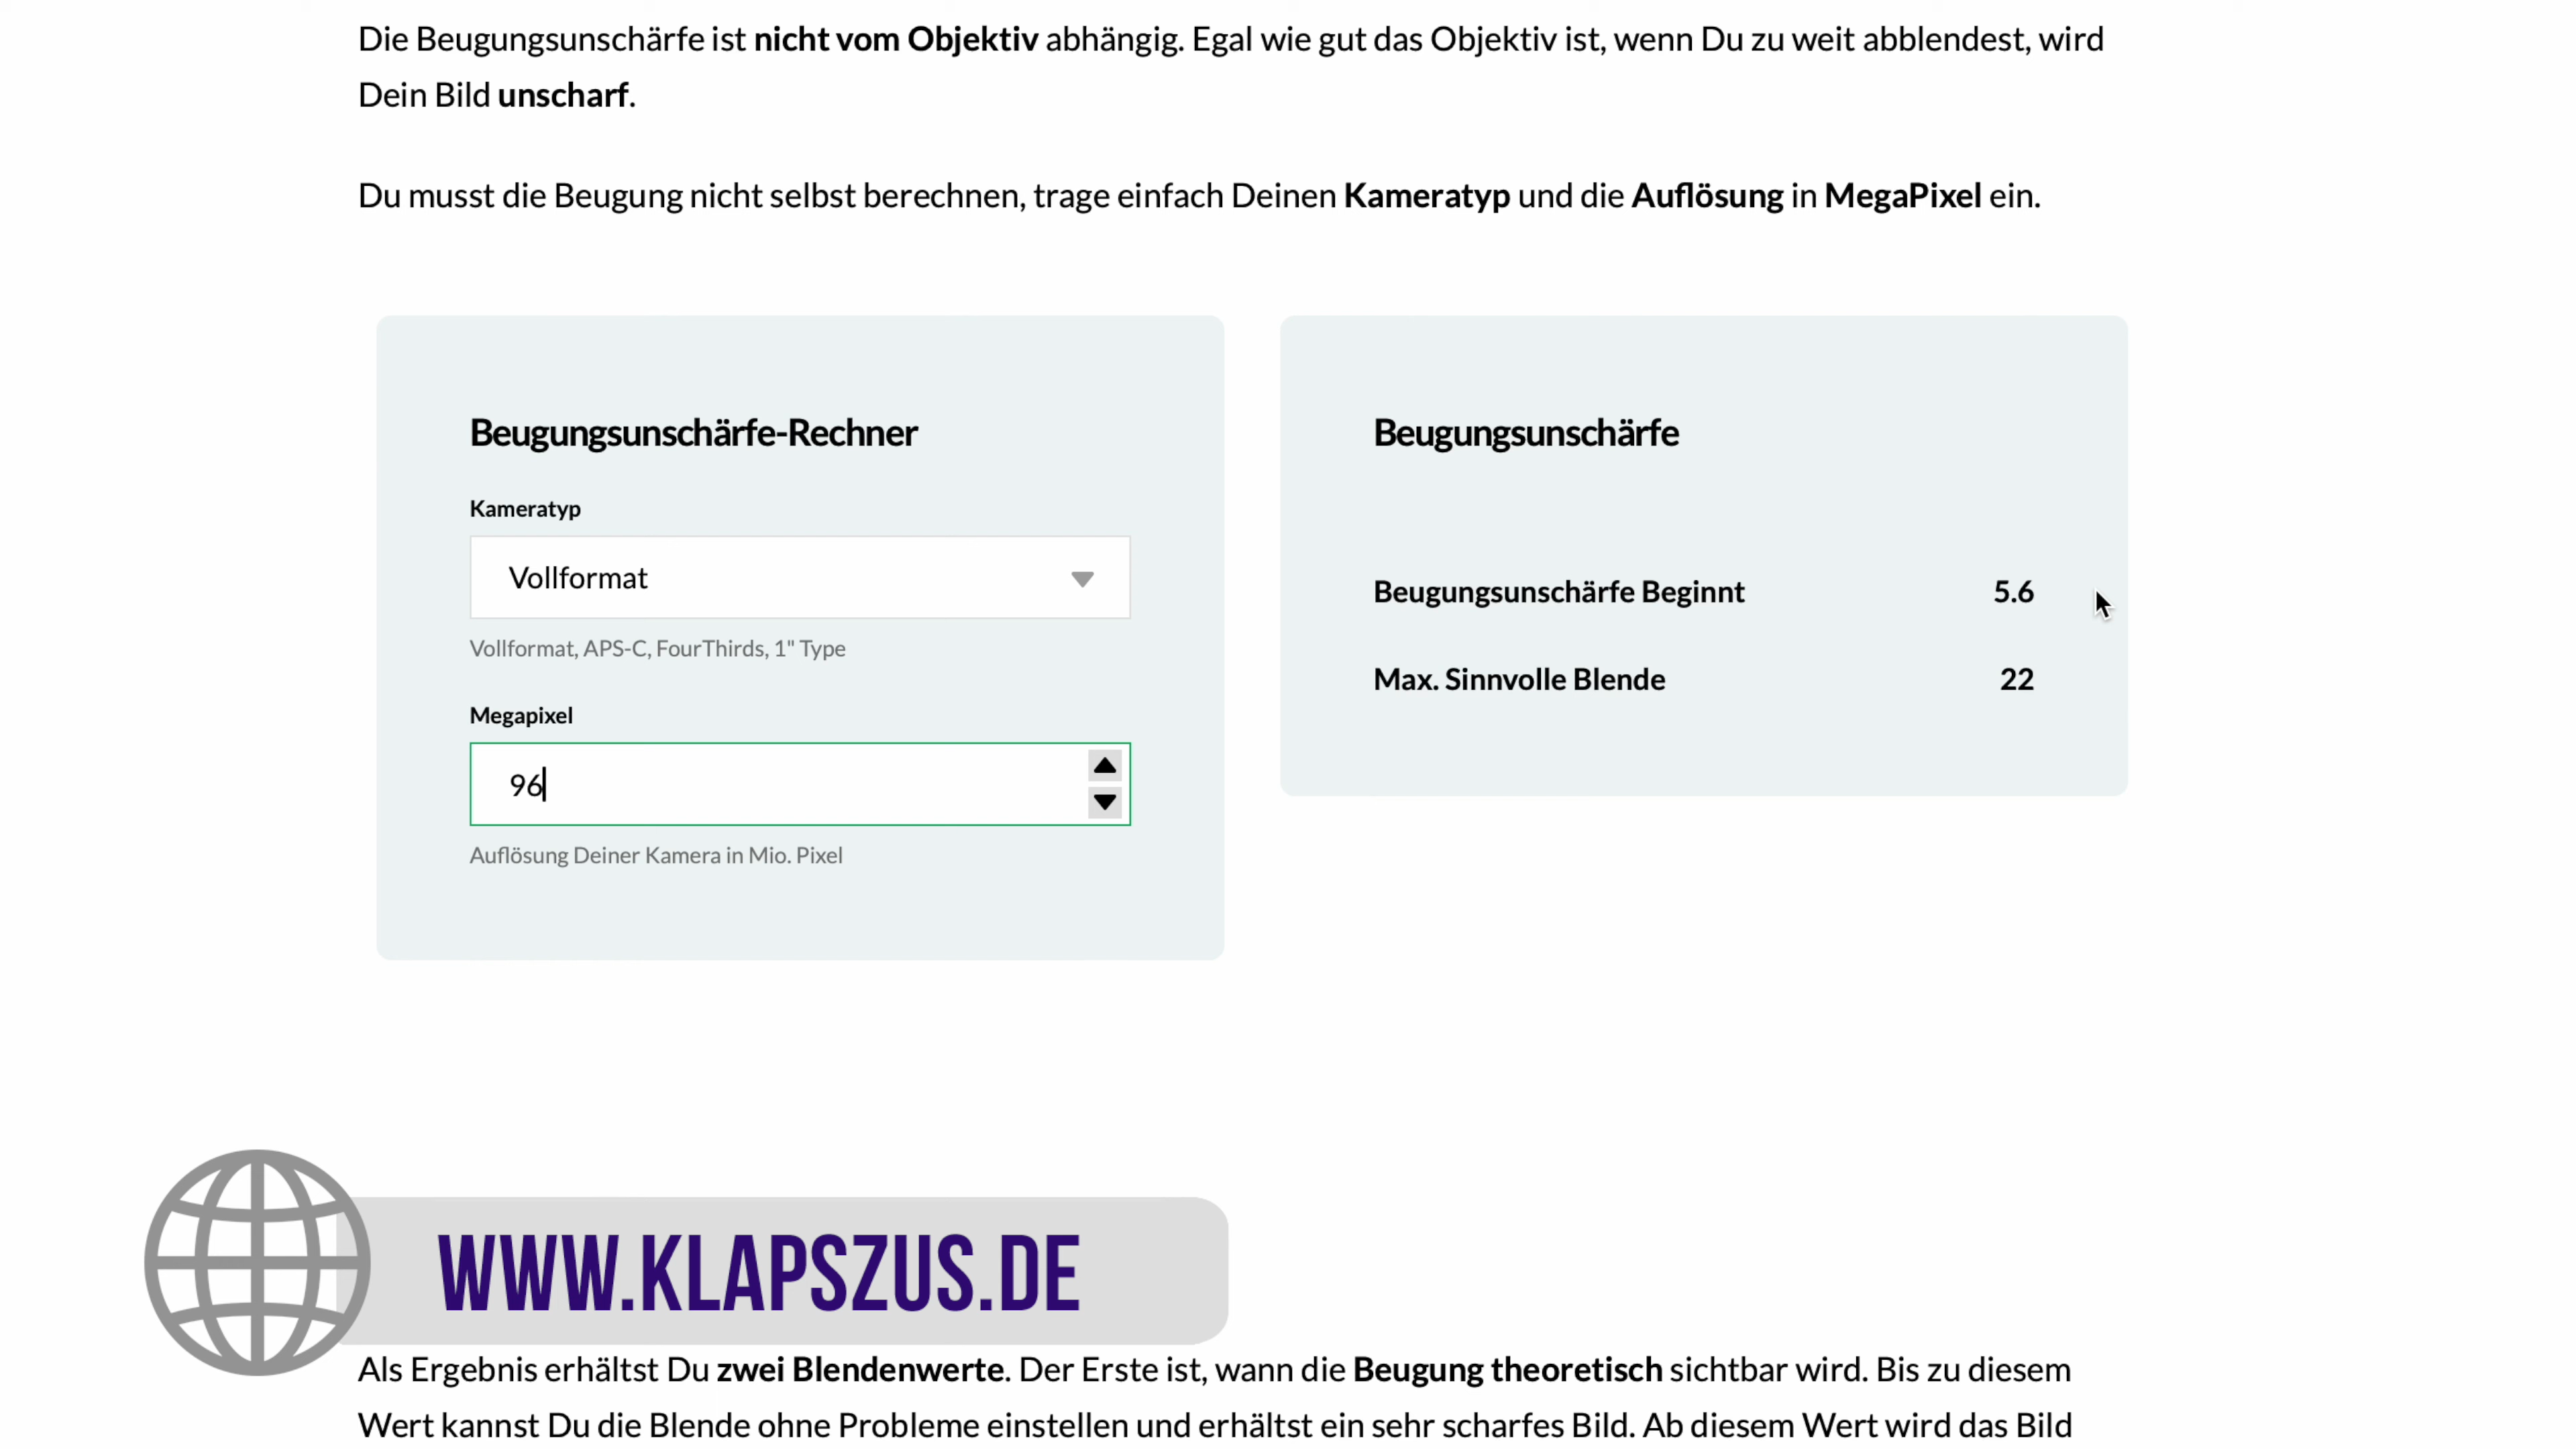 Die Beugungsunschärfe ist nicht vom Objektiv abhängig. Egal wie gut das Objektiv ist, wenn Du zu weit abblendest, wird
Dein Bild unscharf.
Du musst die Beugung nicht selbst berechnen, trage einfach Deinen Kameratyp und die Auflösung in MegaPixel ein.
Beugungsunschärfe-Rechner
Kameratyp
Vollformat
Vollformat, APS-C, FourThirds, 1" Type
Megapixel
96
Auflösung Deiner Kamera in Mio. Pixel
Beugungsunschärfe
Beugungsunschärfe Beginnt 5.6
Max. Sinnvolle Blende 22
WWW.KLAPSZUS.DE
Als Ergebnis erhältst Du zwei Blendenwerte. Der Erste ist, wann die Beugung theoretisch sichtbar wird. Bis zu diesem
Wert kannst Du die Blende ohne Probleme einstellen und erhältst ein sehr scharfes Bild. Ab diesem Wert wird das Bild